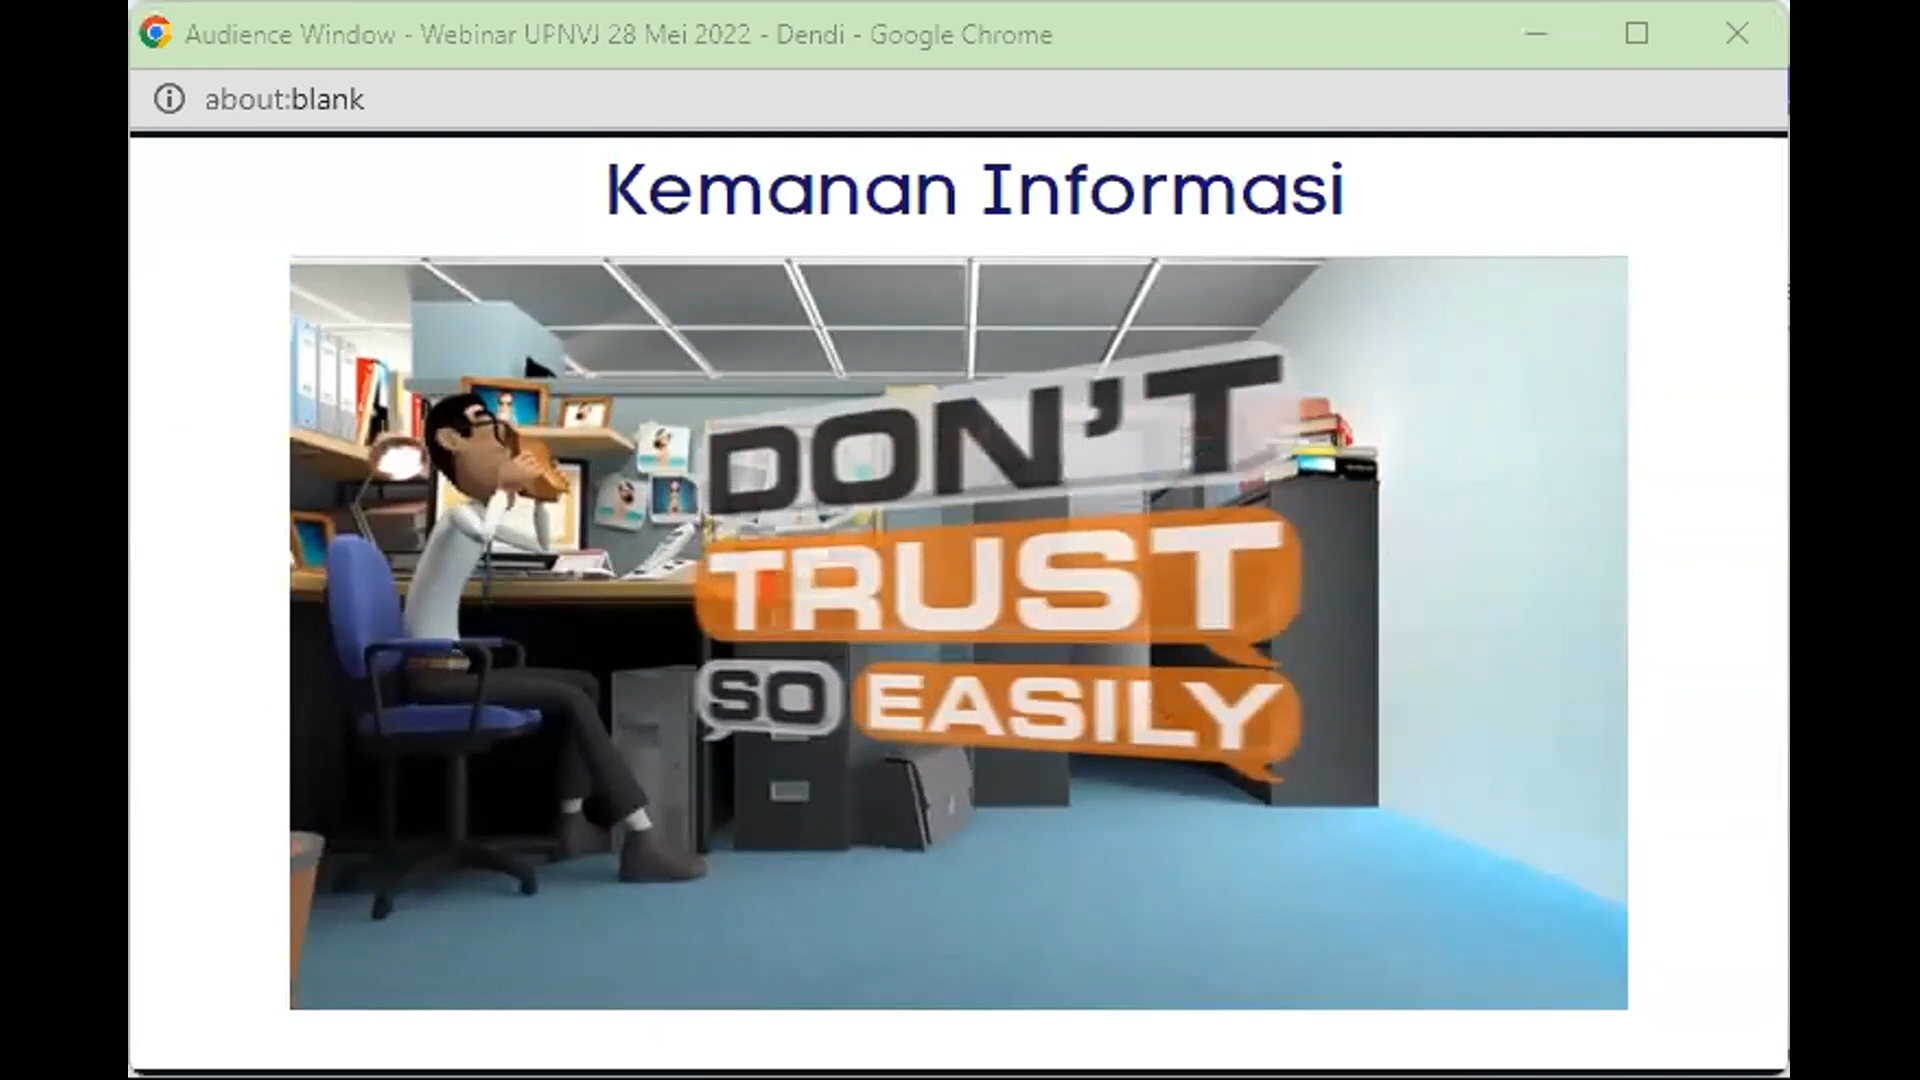 Audience Window - Webinar UPNVJ 28 Mei 2022 - Dendi - Google Chrome
about:blank
Kemanan Informasi
DON'T
TRUST
SO EASILY